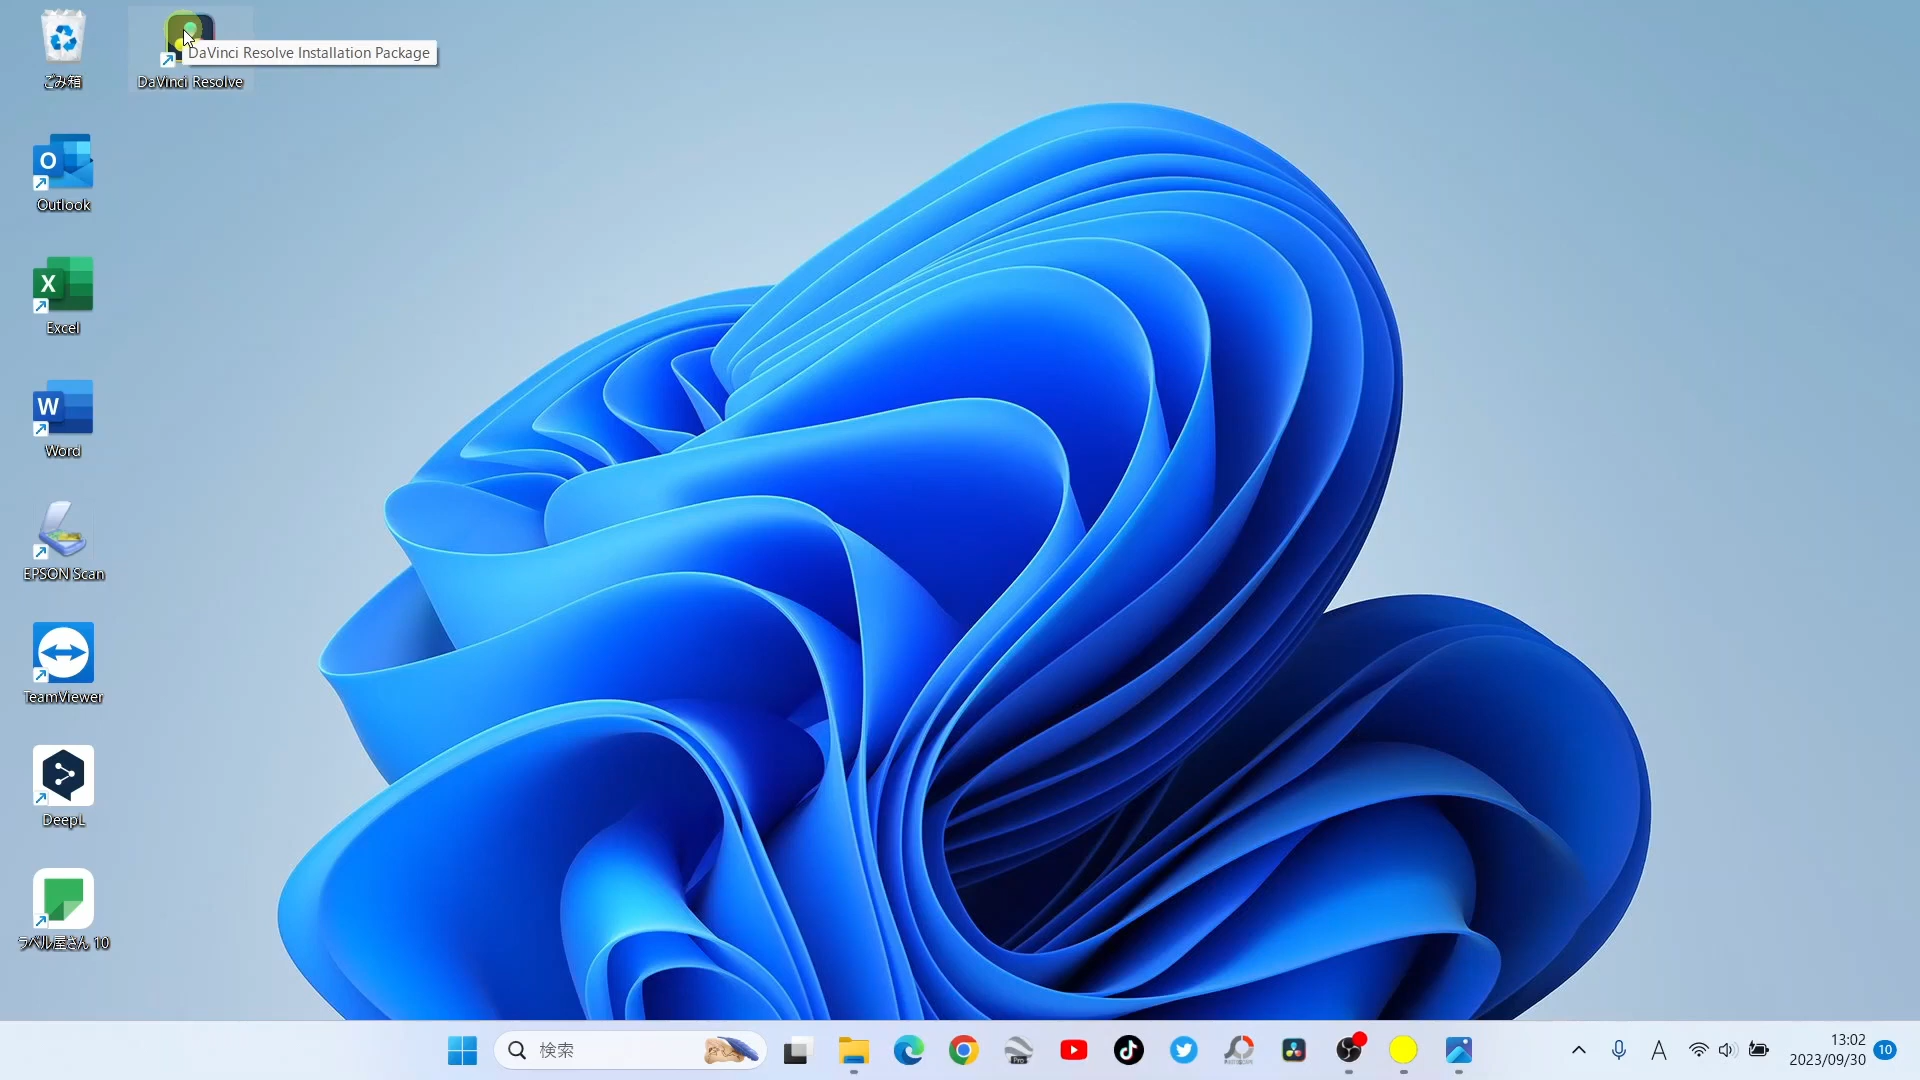 ごみ箱
DaVinci Resolve Installation Package
DaVinci Resolve
O
Outlook
X
Excel
W
Word
EPSON Scan
TeamViewer
DeepL
ラベル屋さん 10
検索
Pro
A
13:02
2023/09/30
10